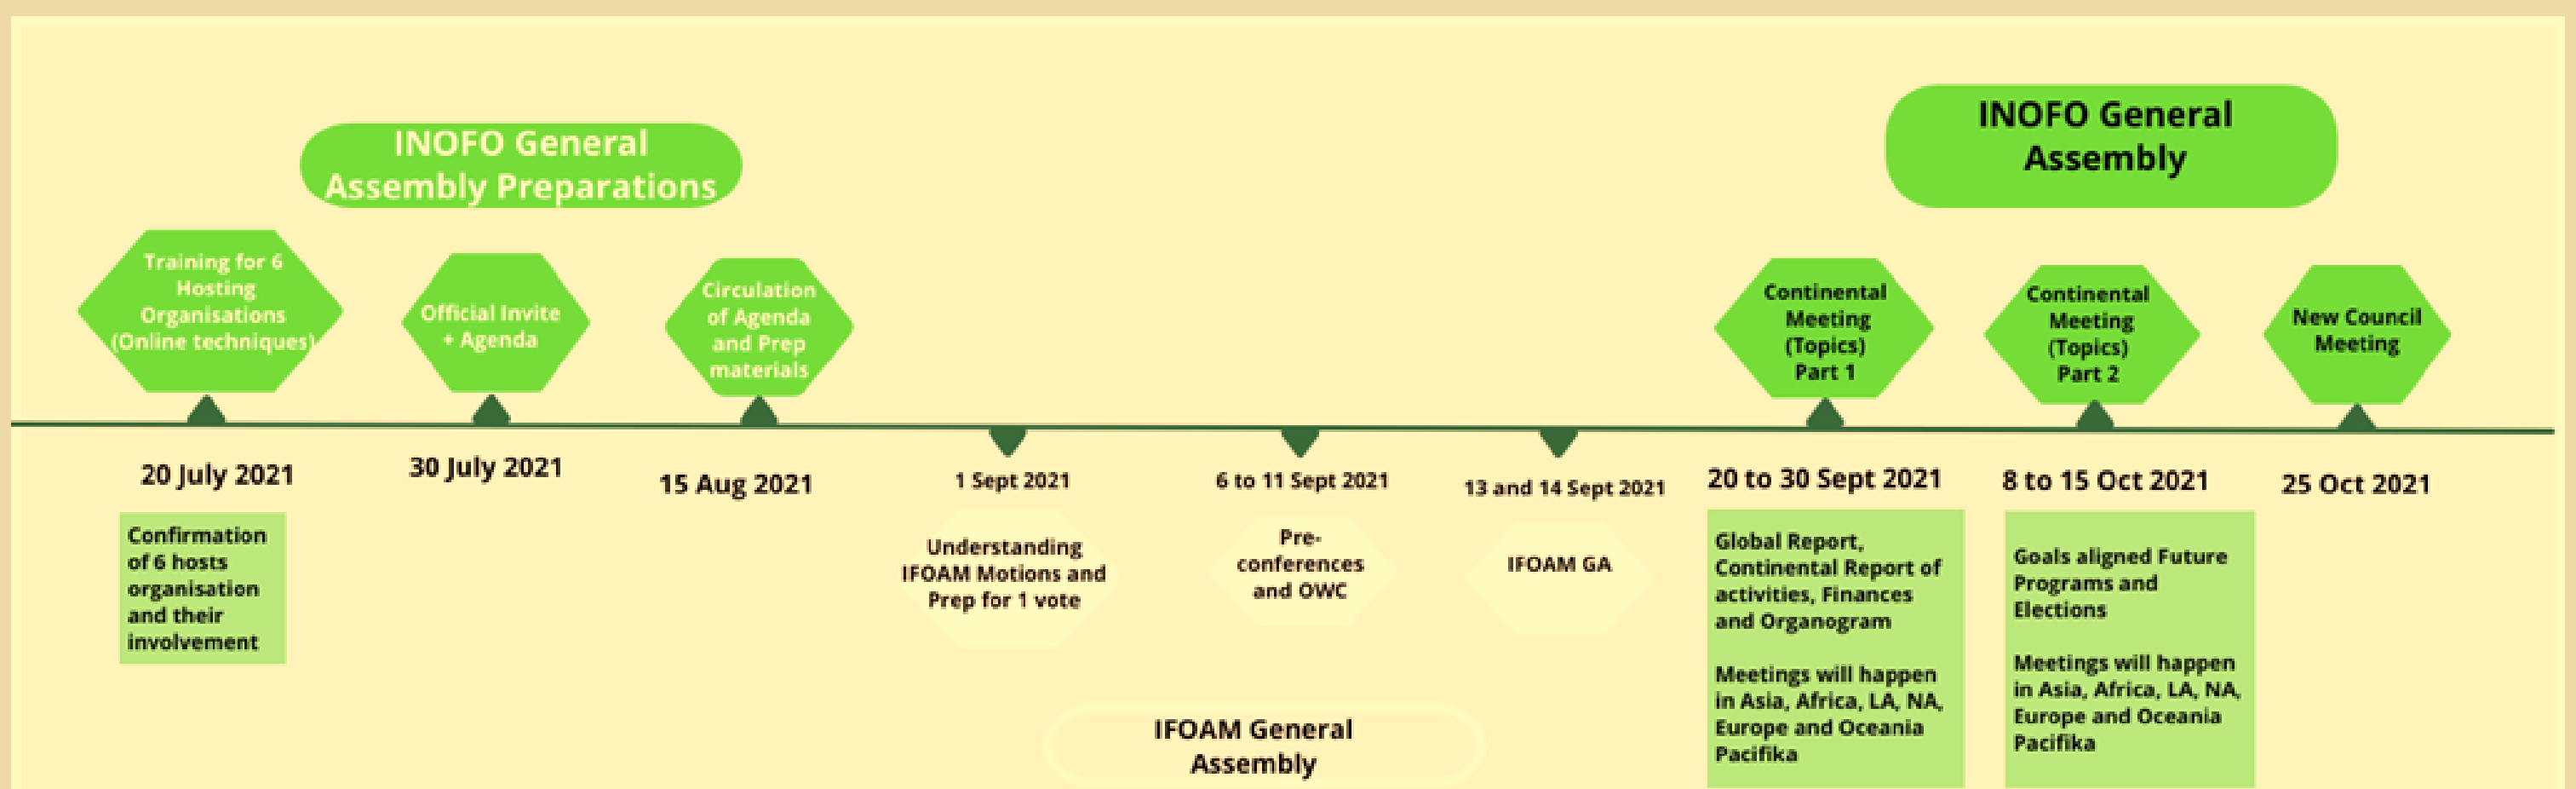 INOFO General
Assembly Preparations
INOFO General
Assembly
Training for 6
Hosting
Organisations
(Online techniques)
Official Invite
+ Agenda
Circulation
of Agenda
and Prep
materials
Continental
Meeting
(Topics)
Part 1
Continental
Meeting
(Topics)
Part 2
New Council
Meeting
20 July 2021
30 July 2021
15 Aug 2021
1 Sept 2021
6 to 11 Sept 2021
13 and 14 Sept 2021
20 to 30 Sept 2021
8 to 15 Oct 2021
25 Oct 2021
Confirmation
of 6 hosts
organisation
and their
involvement
Understanding
IFOAM Motions and
Prep for 1 vote
Pre-
conferences
and OWC
IFOAM GA
Global Report,
Continental Report of
activities, Finances
and Organogram
Meetings will happen
in Asia, Africa, LA, NA,
Europe and Oceania
Pacifika
Goals aligned Future
Programs and
Elections
Meetings will happen
in Asia, Africa, LA, NA,
Europe and Oceania
Pacifika
IFOAM General
Assembly